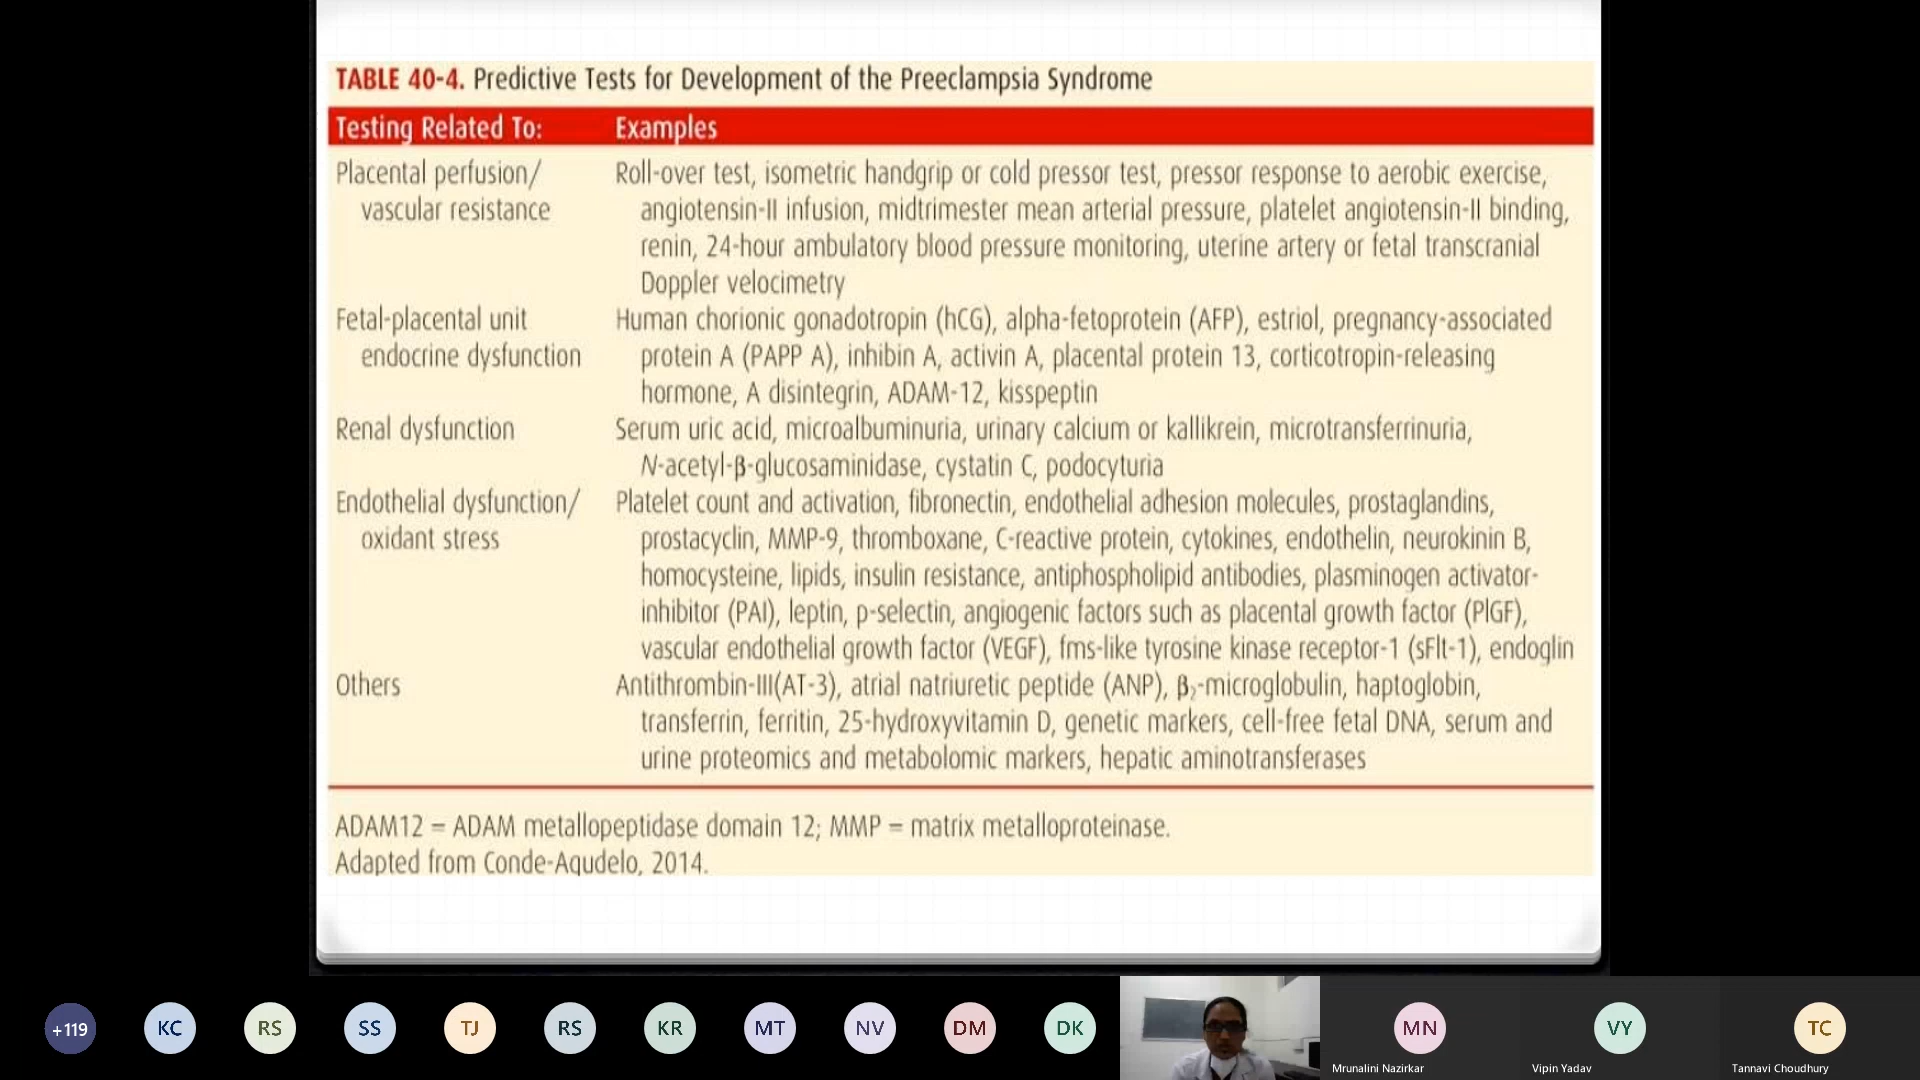 TABLE 40-4. Predictive Tests for Development of the Preeclampsia Syndrome
Testing Related To: Examples
Placental perfusion/ Roll-over test, isometric handgrip or cold pressor test, pressor response to aerobic exercise,
vascular resistance angiotensin-II infusion, midtrimester mean arterial pressure, platelet angiotensin-II binding,
renin, 24-hour ambulatory blood pressure monitoring, uterine artery or fetal transcranial
Doppler velocimetry
Fetal-placental unit Human chorionic gonadotropin (hCG), alpha-fetoprotein (AFP), estriol, pregnancy-associated
endocrine dysfunction protein A (PAPP A), inhibin A, activin A, placental protein 13, corticotropin-releasing
hormone, A disintegrin, ADAM-12, kisspeptin
Renal dysfunction Serum uric acid, microalbuminuria, urinary calcium or kallikrein, microtransferrinuria,
N-acetyl-β-glucosaminidase, cystatin C, podocyturia
Endothelial dysfunction/ Platelet count and activation, fibronectin, endothelial adhesion molecules, prostaglandins,
oxidant stress prostacyclin, MMP-9, thromboxane, C-reactive protein, cytokines, endothelin, neurokinin B,
homocysteine, lipids, insulin resistance, antiphospholipid antibodies, plasminogen activator-
inhibitor (PAI), leptin, p-selectin, angiogenic factors such as placental growth factor (PlGF),
vascular endothelial growth factor (VEGF), fms-like tyrosine kinase receptor-1 (sFlt-1), endoglin
Others Antithrombin-III(AT-3), atrial natriuretic peptide (ANP), β₂-microglobulin, haptoglobin,
transferrin, ferritin, 25-hydroxyvitamin D, genetic markers, cell-free fetal DNA, serum and
urine proteomics and metabolomic markers, hepatic aminotransferases
ADAM12 = ADAM metallopeptidase domain 12; MMP = matrix metalloproteinase.
Adapted from Conde-Agudelo, 2014.
+119 KC RS SS TJ RS KR MT NV DM DK MN VY TC
Mrunalini Nazirkar Vipin Yadav Tannavi Choudhury